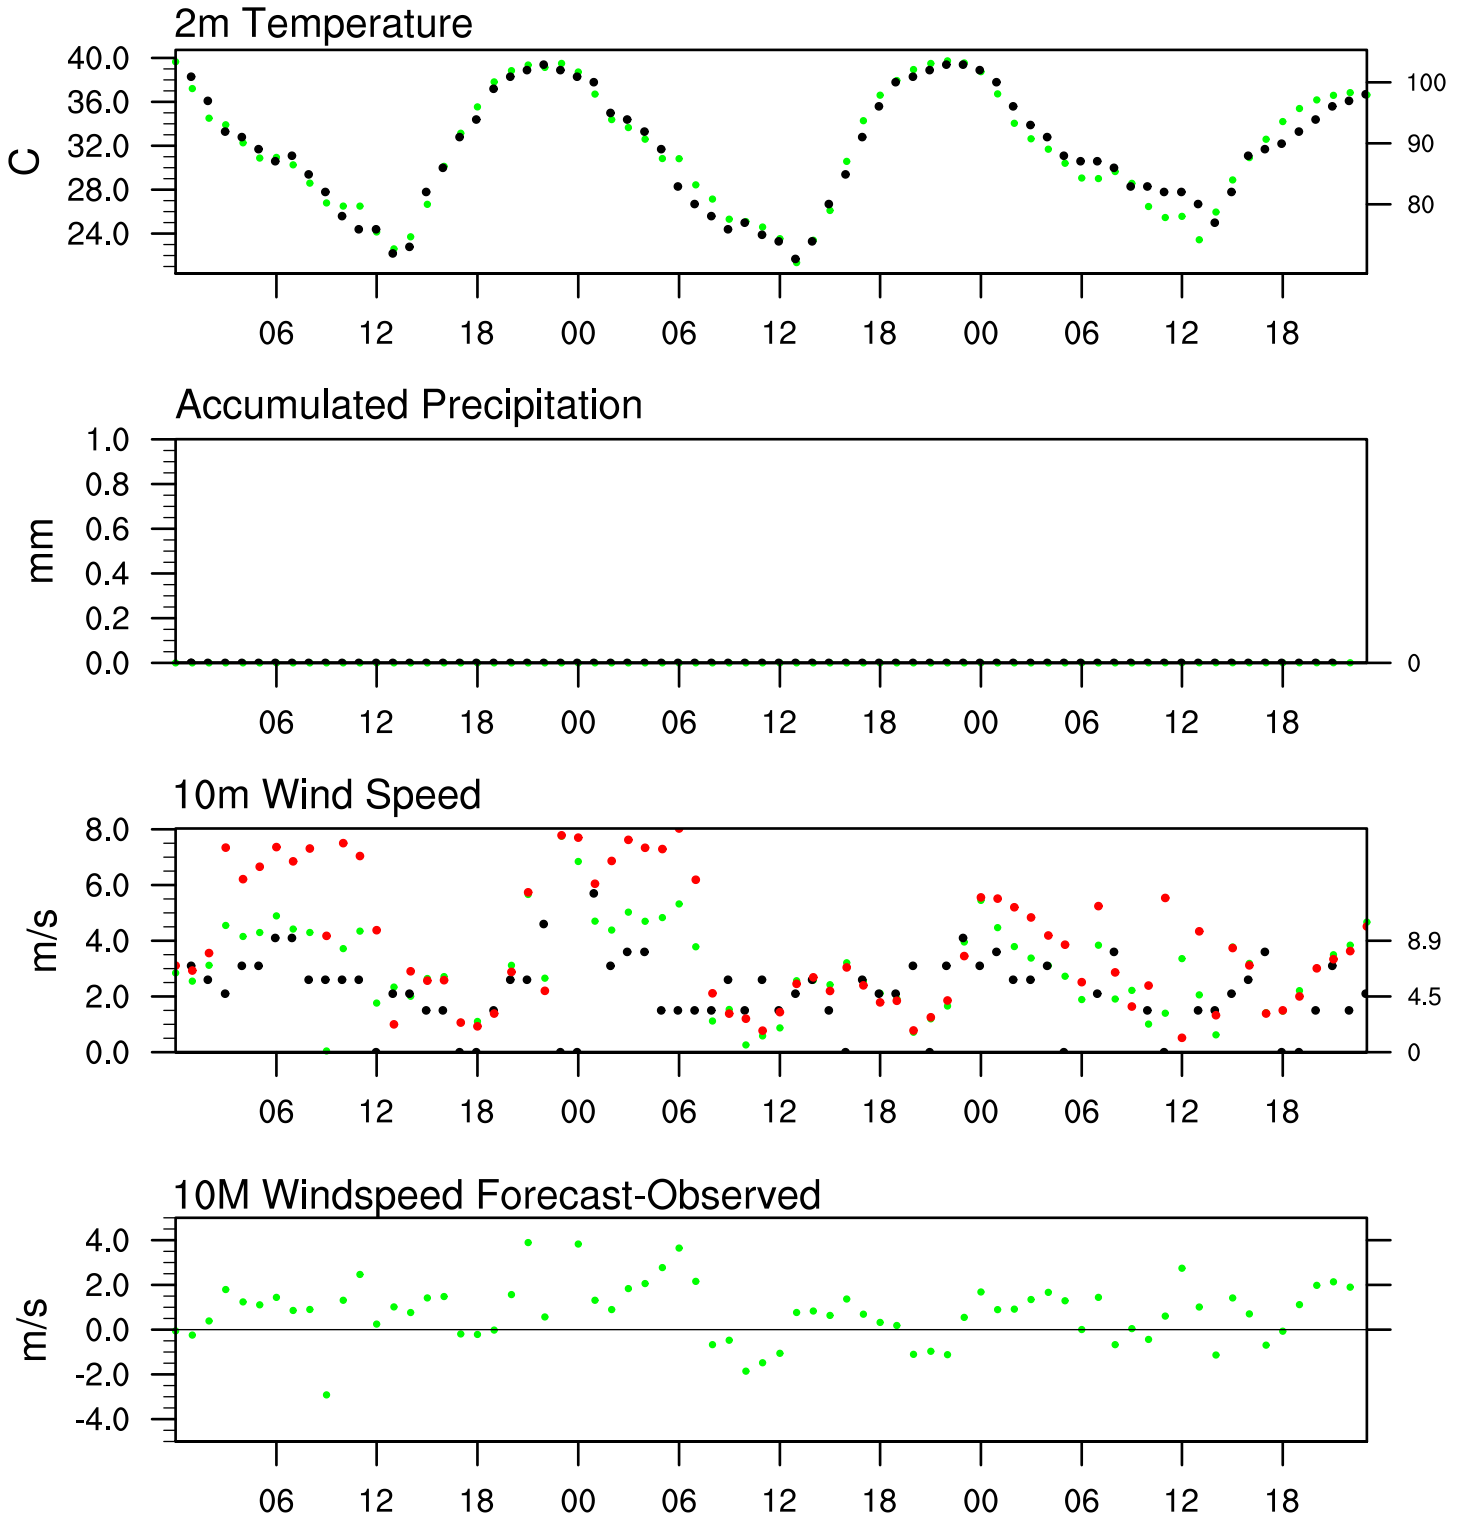 2m Temperature
40.0
36.0
32.0
28.0
24.0
C
100
90
80
06 12 18 00 06 12 18 00 06 12 18
Accumulated Precipitation
1.0
0.8
0.6
0.4
0.2
0.0
mm
0
06 12 18 00 06 12 18 00 06 12 18
10m Wind Speed
8.0
6.0
4.0
2.0
0.0
m/s
8.9
4.5
0
06 12 18 00 06 12 18 00 06 12 18
10M Windspeed Forecast-Observed
4.0
2.0
0.0
-2.0
-4.0
m/s
06 12 18 00 06 12 18 00 06 12 18